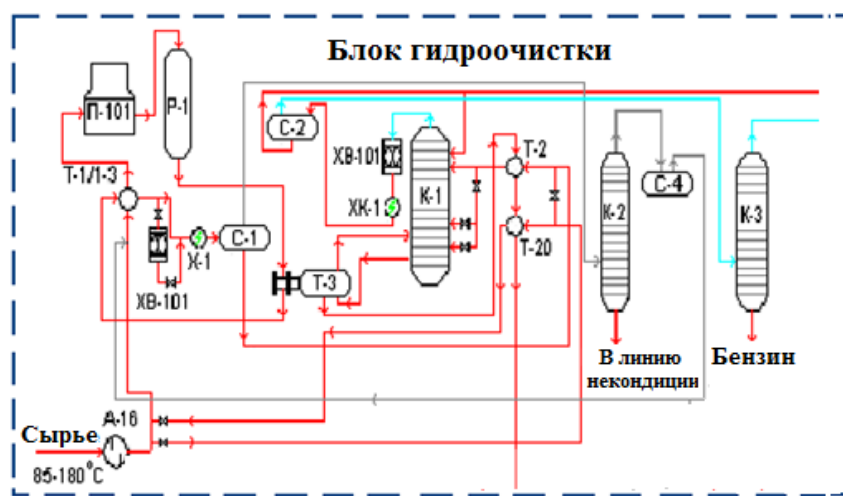 Блок гидроочистки
П-101
Р-1
С-2
Т-2
Т-1/1-3
ХВ-101
К-1
С-4
ХК-1
К-2
К-3
С-1
Х-1
Т-20
Т-3
ХВ-101
В линию
некондиции
Бензин
А-16
Сырье
85-180°С